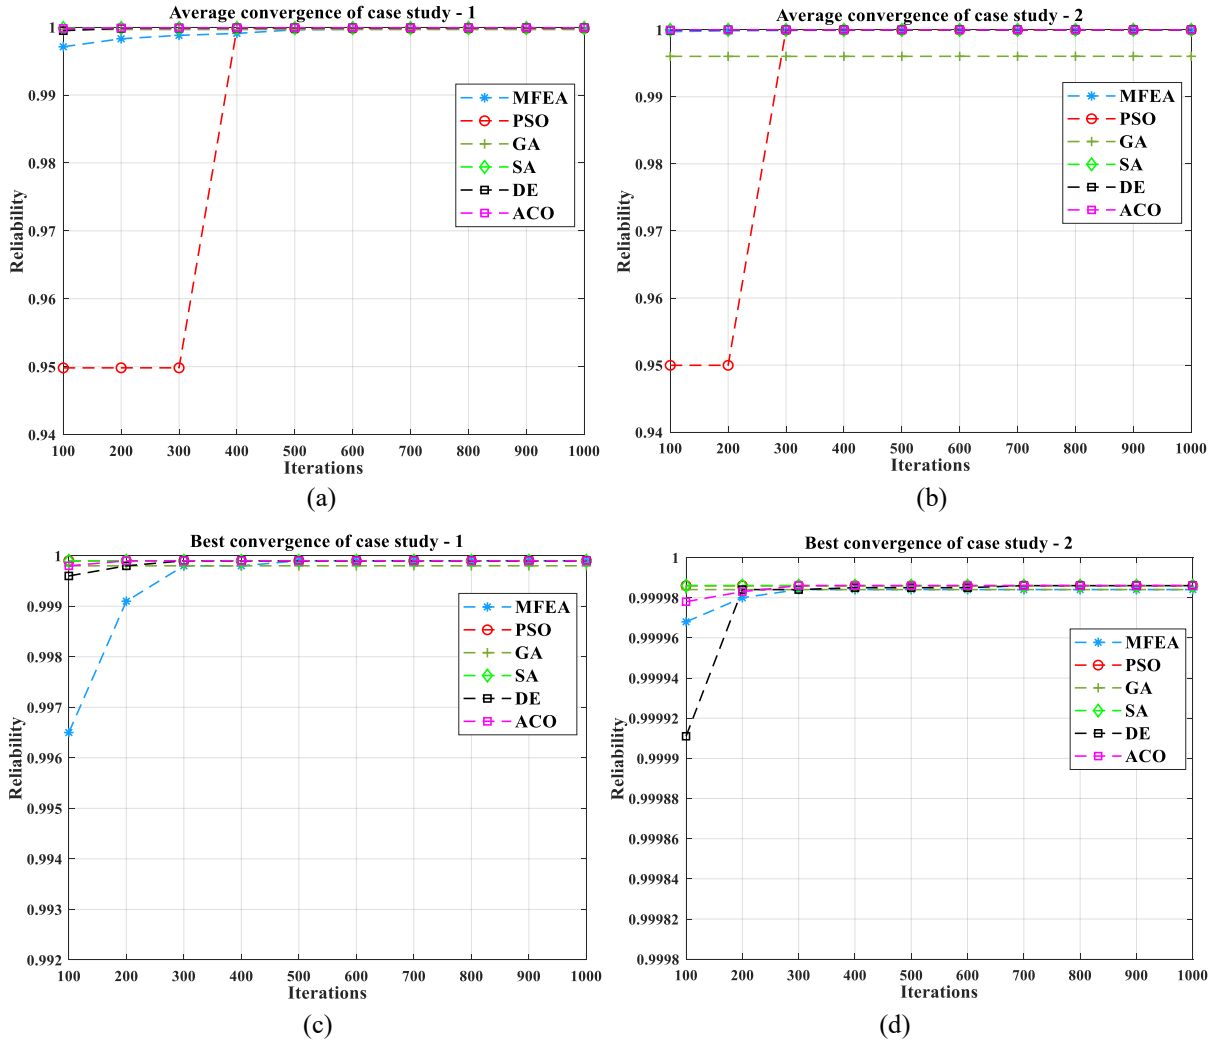 Average convergence of case study - 1
1
0.99
0.98
0.97
0.96
0.95
0.94
Reliability
MFEA
PSO
GA
SA
DE
ACO
100 200 300 400 500 600 700 800 900 1000
Iterations
(a)
Average convergence of case study - 2
1
0.99
0.98
0.97
0.96
0.95
0.94
Reliability
MFEA
PSO
GA
SA
DE
ACO
100 200 300 400 500 600 700 800 900 1000
Iterations
(b)
Best convergence of case study - 1
1
0.999
0.998
0.997
0.996
0.995
0.994
0.993
0.992
Reliability
MFEA
PSO
GA
SA
DE
ACO
100 200 300 400 500 600 700 800 900 1000
Iterations
(c)
Best convergence of case study - 2
1
0.99998
0.99996
0.99994
0.99992
0.9999
0.99988
0.99986
0.99984
0.99982
0.9998
Reliability
MFEA
PSO
GA
SA
DE
ACO
100 200 300 400 500 600 700 800 900 1000
Iterations
(d)